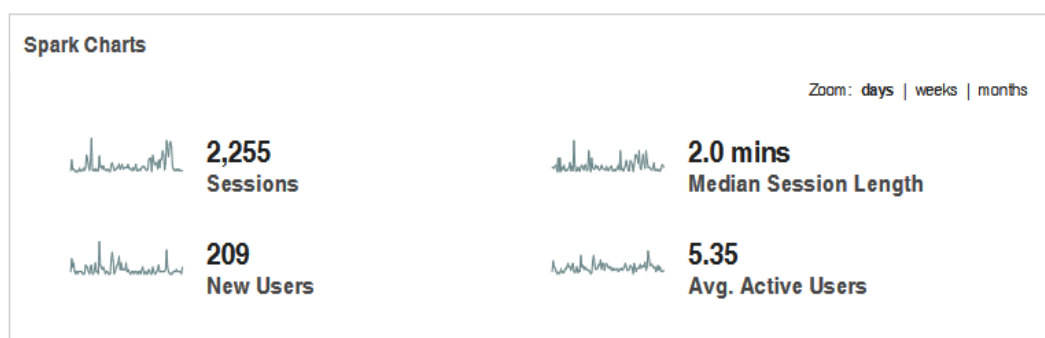 Spark Charts
Zoom: days | weeks | months
2,255
Sessions
2.0 mins
Median Session Length
209
New Users
5.35
Avg. Active Users